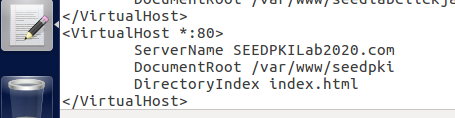 </VirtualHost>
<VirtualHost *:80>
ServerName SEEDPKILab2020.com
DocumentRoot /var/www/seedpki
DirectoryIndex index.html
</VirtualHost>